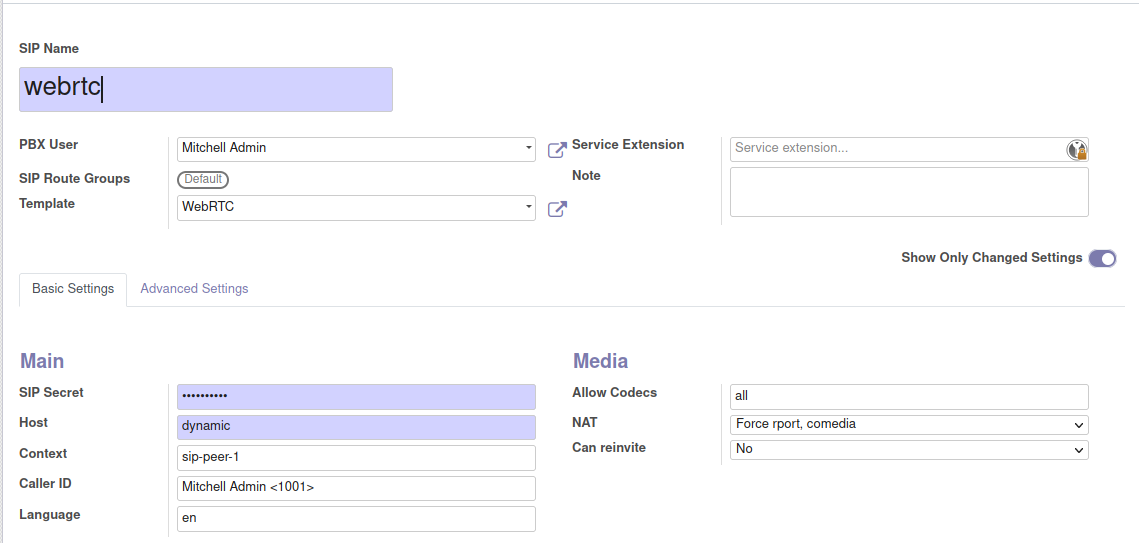 SIP Name
webrtc
PBX User
Mitchell Admin
Service Extension
Service extension...
SIP Route Groups
Default
Note
Template
WebRTC
Show Only Changed Settings
Basic Settings
Advanced Settings
Main
Media
SIP Secret
••••••••••
Allow Codecs
all
Host
dynamic
NAT
Force rport, comedia
Context
sip-peer-1
Can reinvite
No
Caller ID
Mitchell Admin <1001>
Language
en